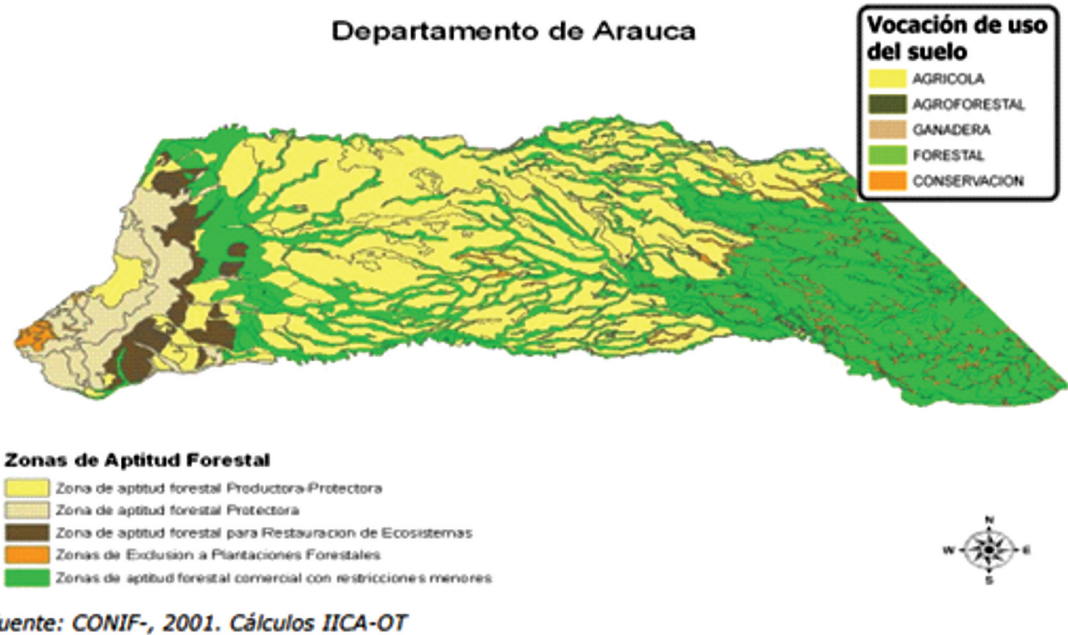 Departamento de Arauca
Vocación de uso
del suelo
AGRICOLA
AGROFORESTAL
GANADERA
FORESTAL
CONSERVACION
Zonas de Aptitud Forestal
Zona de aptitud forestal Productora-Protectora
Zona de aptitud forestal Protectora
Zona de aptitud forestal para Restauracion de Ecosistemas
Zonas de Exclusion a Plantaciones Forestales
Zonas de aptitud forestal comercial con restricciones menores
N
W E
S
uente: CONIF-, 2001. Cálculos IICA-OT